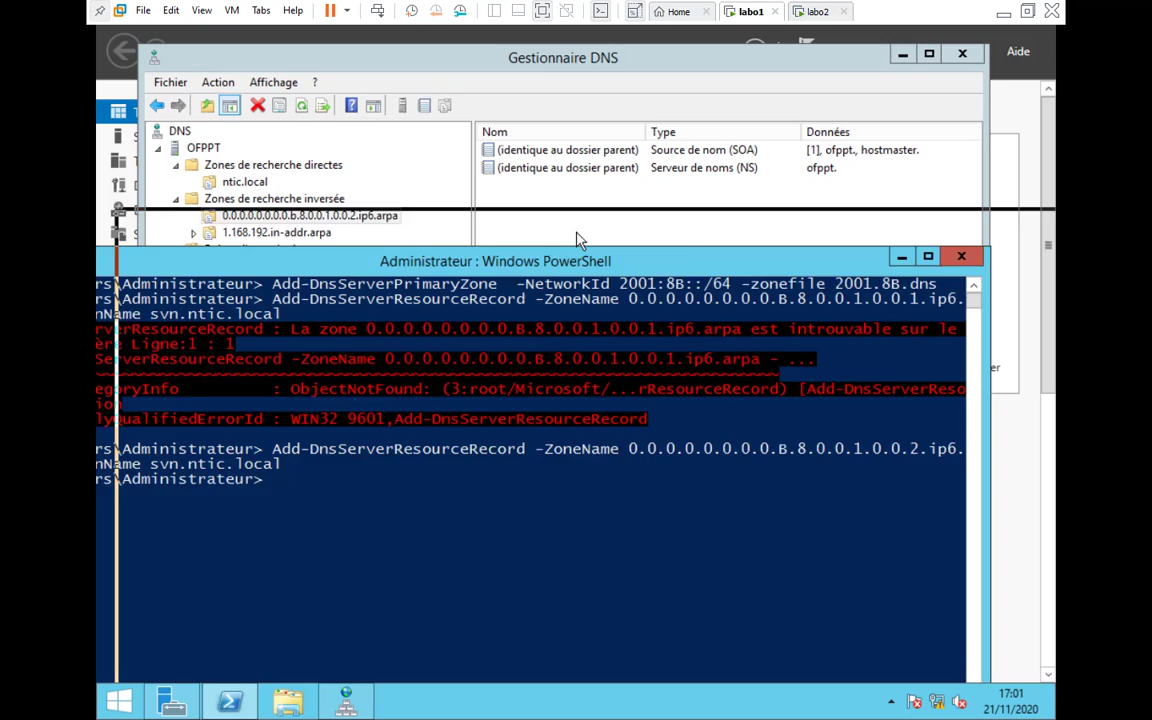 File Edit View VM Tabs Help Home labo1 labo2
Gestionnaire DNS
Aide
Fichier Action Affichage ?
DNS
OFPPT
Zones de recherche directes
ntic.local
Zones de recherche inversée
0.0.0.0.0.0.0.b.8.0.0.1.0.0.2.ip6.arpa
1.168.192.in-addr.arpa
Nom Type Données
(identique au dossier parent) Source de nom (SOA) [1], ofppt., hostmaster.
(identique au dossier parent) Serveur de noms (NS) ofppt.
Administrateur : Windows PowerShell
rs\Administrateur> Add-DnsServerPrimaryZone -NetworkId 2001:8B::/64 -zonefile 2001.8B.dns
rs\Administrateur> Add-DnsServerResourceRecord -ZoneName 0.0.0.0.0.0.0.0.B.8.0.0.1.0.0.1.ip6.
nName svn.ntic.local
erverResourceRecord : La zone 0.0.0.0.0.0.0.0.B.8.0.0.1.0.0.1.ip6.arpa est introuvable sur le
ère Ligne:1 : 1
ServerResourceRecord -ZoneName 0.0.0.0.0.0.0.0.B.8.0.0.1.0.0.1.ip6.arpa - ...
~~~~~~~~~~~~~~~~~~~~~~~~~~~~~~~~~~~~~~~~~~~~~~~~~~~~~~~~~~~~~~~~~~~~~~~~~
egoryInfo : ObjectNotFound: (3:root/Microsoft/...rResourceRecord) [Add-DnsServerReso
ion
lyQualifiedErrorId : WIN32 9601,Add-DnsServerResourceRecord
rs\Administrateur> Add-DnsServerResourceRecord -ZoneName 0.0.0.0.0.0.0.0.B.8.0.0.1.0.0.2.ip6.
nName svn.ntic.local
rs\Administrateur>
er
17:01
21/11/2020